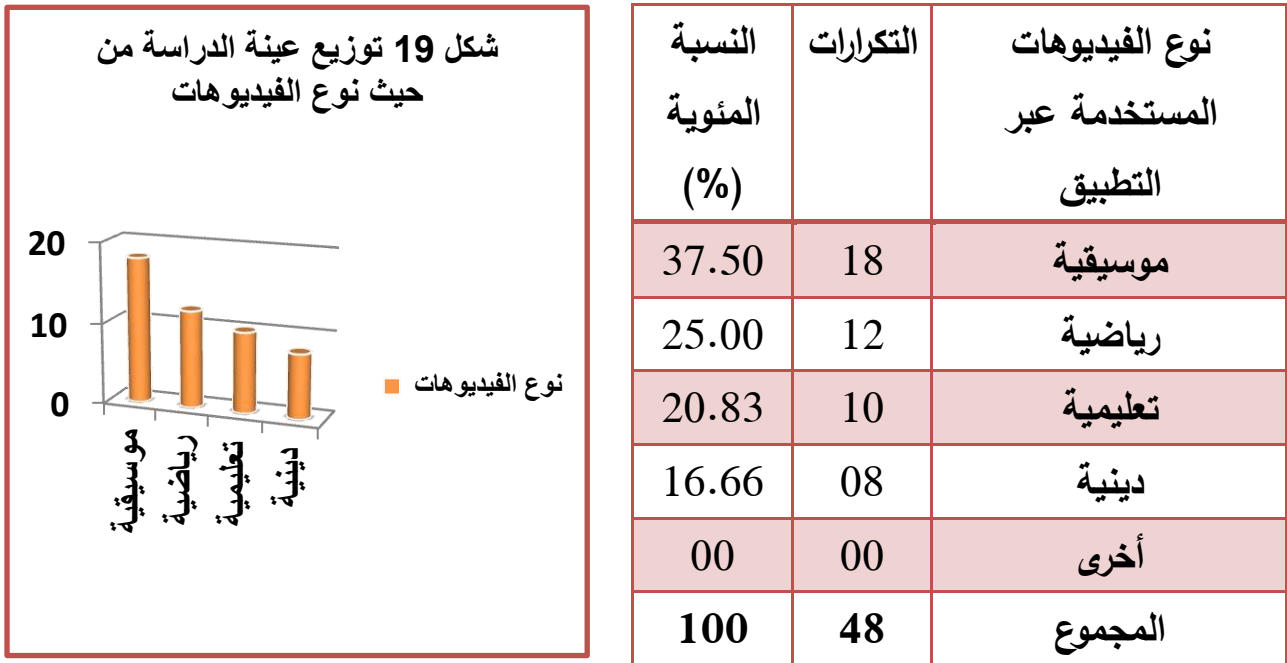 شكل 19 توزيع عينة الدراسة من
حيث نوع الفيديوهات
20
10
0
موسيقية
رياضية
تعليمية
دينية
نوع الفيديوهات
نوع الفيديوهات التكرارات النسبة
المستخدمة عبر المئوية
التطبيق (%)
موسيقية 18 37.50
رياضية 12 25.00
تعليمية 10 20.83
دينية 08 16.66
أخرى 00 00
المجموع 48 100